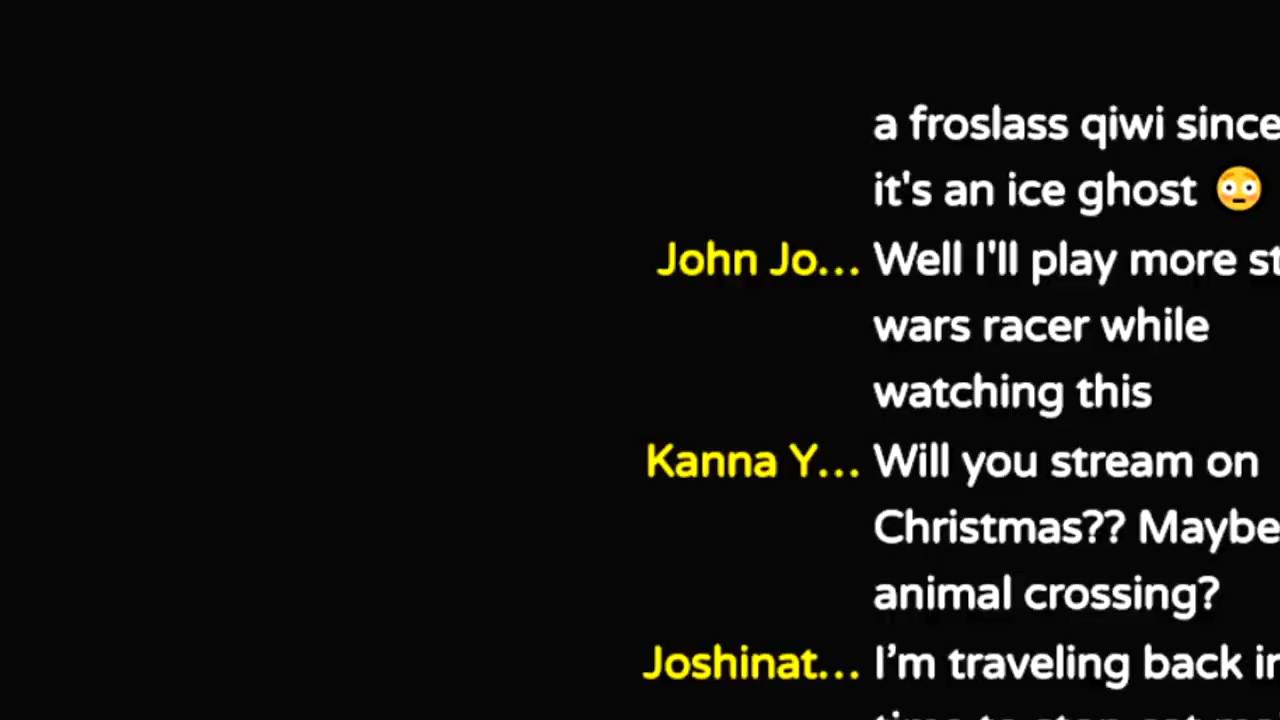 a froslass qiwi since
it's an ice ghost 😳
John Jo... Well I'll play more st
wars racer while
watching this
Kanna Y... Will you stream on
Christmas?? Maybe
animal crossing?
Joshinat... I'm traveling back in